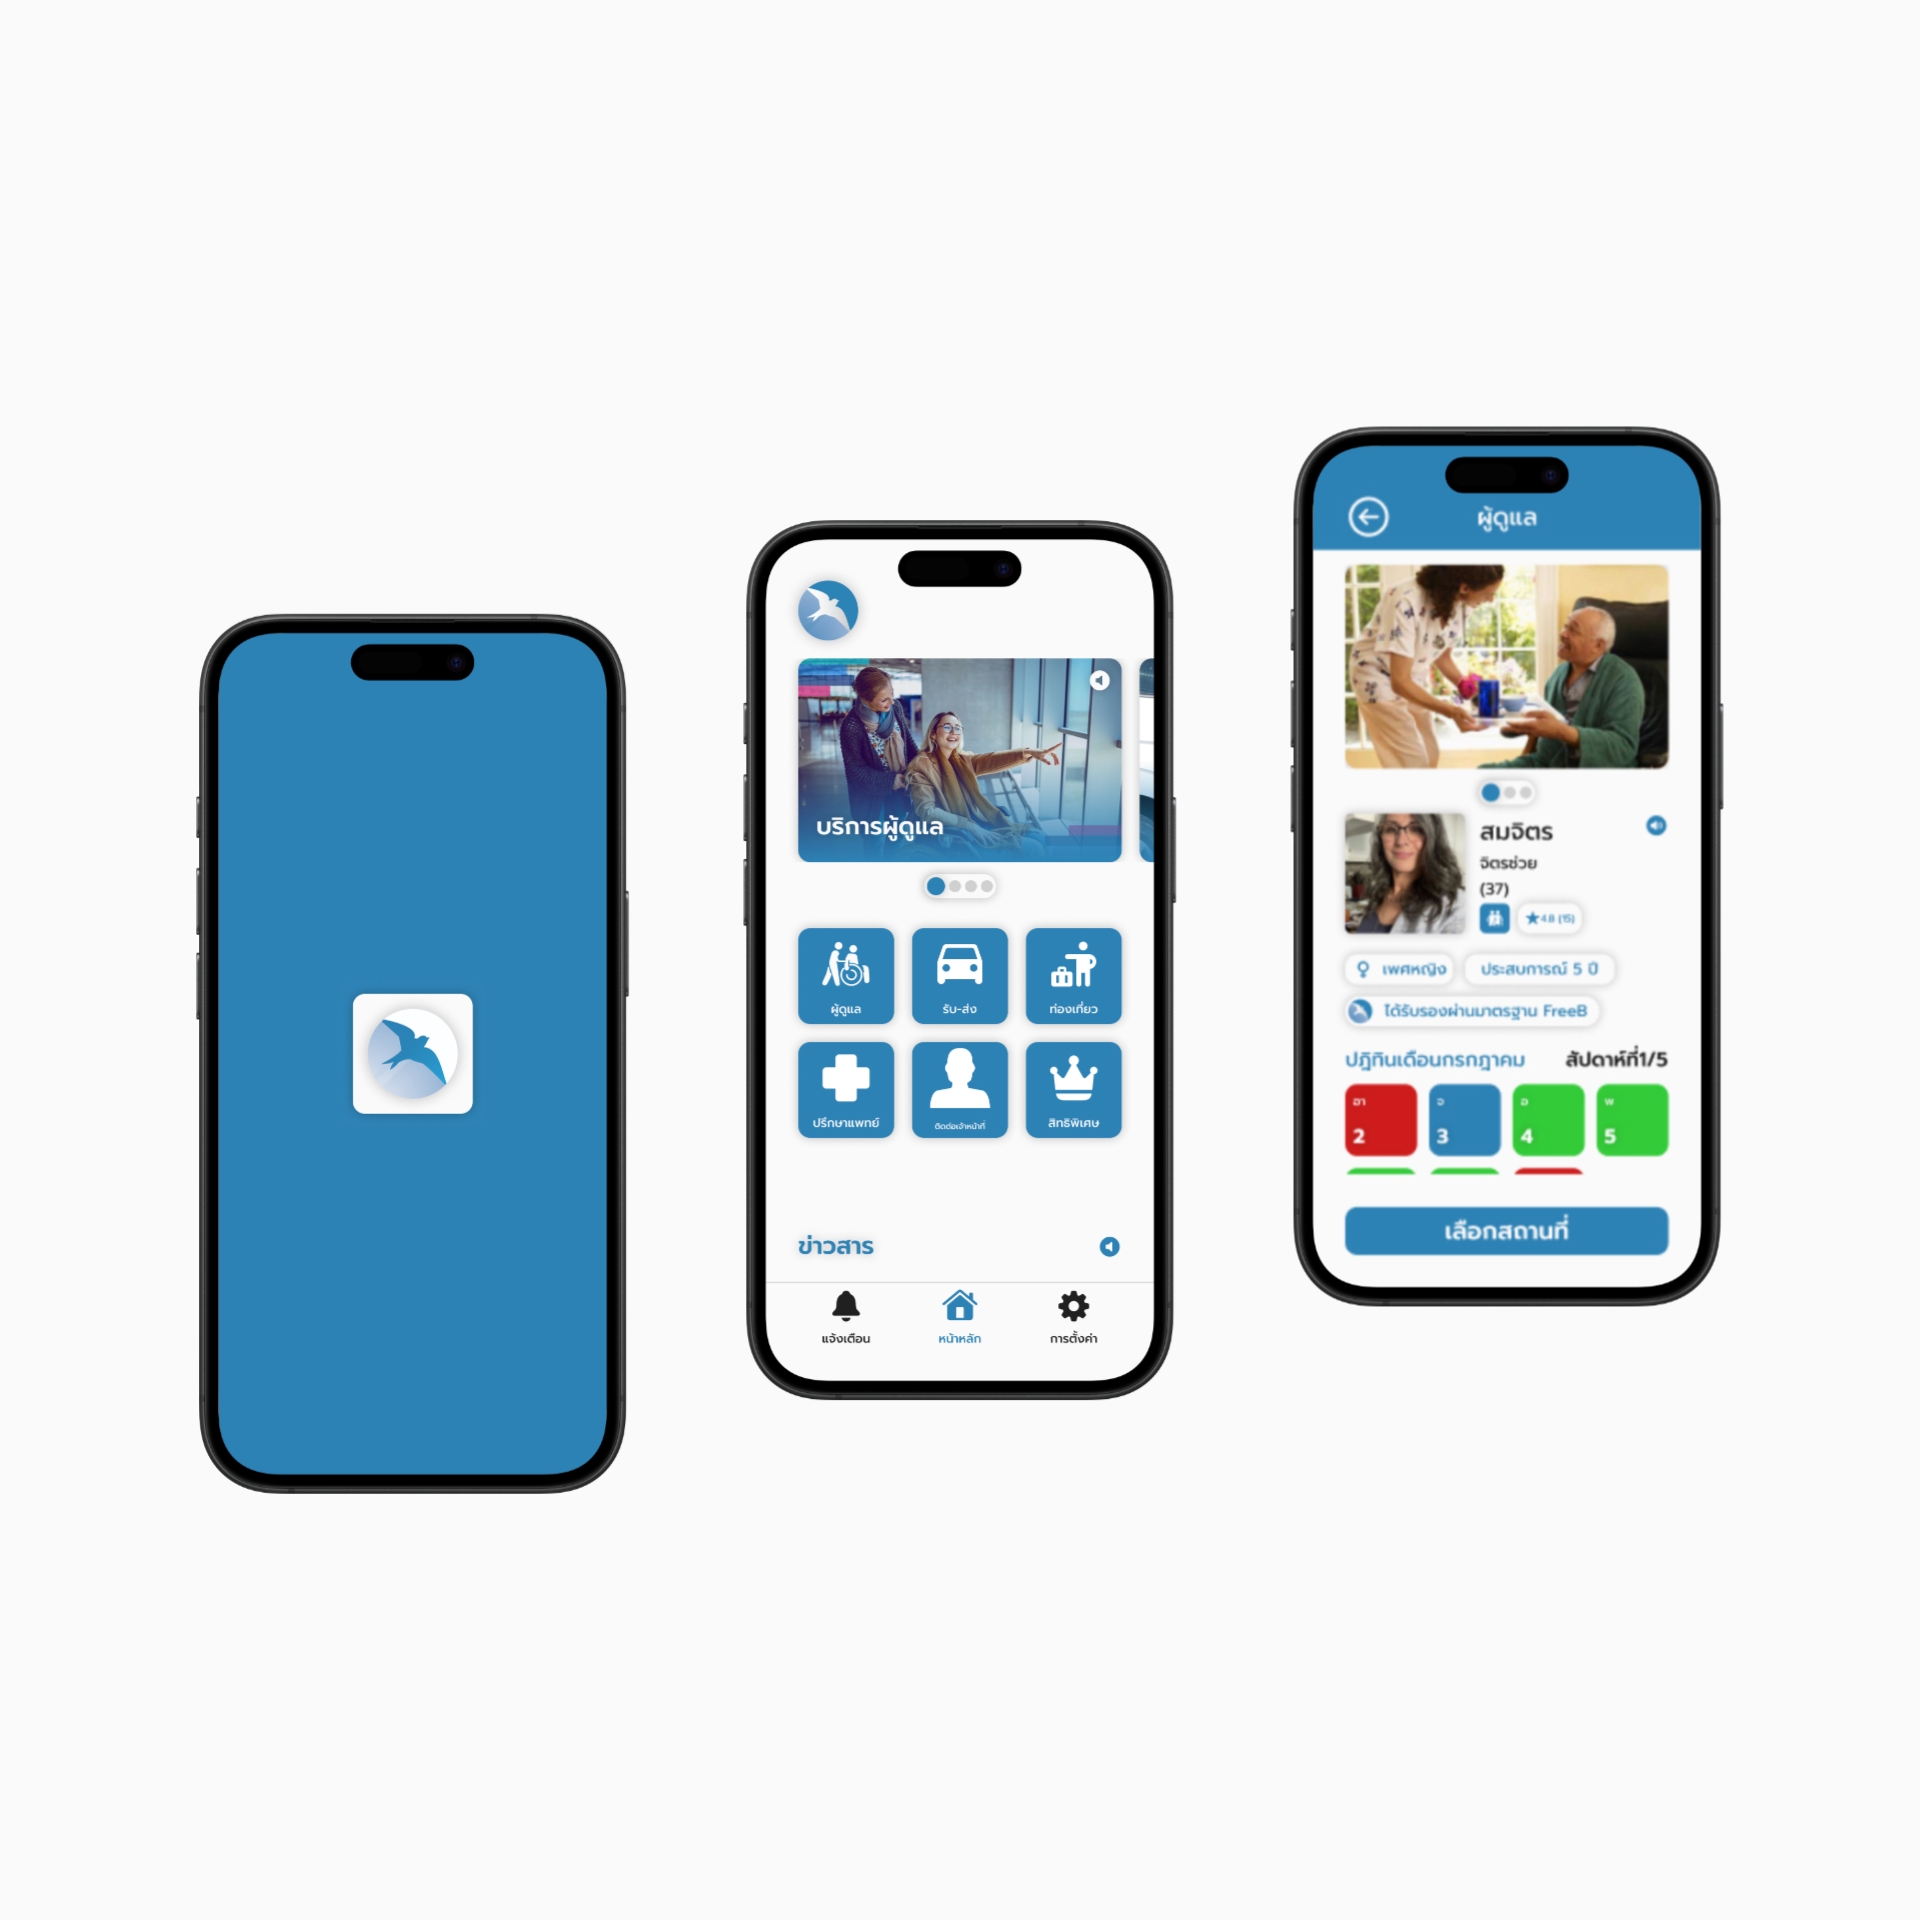 บริการผู้ดูแล
ผู้ดูแล
รับ-ส่ง
ท่องเที่ยว
ปรึกษาแพทย์
ติดต่อเจ้าหน้าที่
สิทธิพิเศษ
ข่าวสาร
แจ้งเตือน
หน้าหลัก
การตั้งค่า
ผู้ดูแล
สมจิตร
จิตรช่วย
(37)
4.8 (15)
เพศหญิง
ประสบการณ์ 5 ปี
ได้รับรองผ่านมาตรฐาน FreeB
ปฎิทินเดือนกรกฎาคม
สัปดาห์ที่1/5
อา
2
จ
3
อ
4
พ
5
เลือกสถานที่